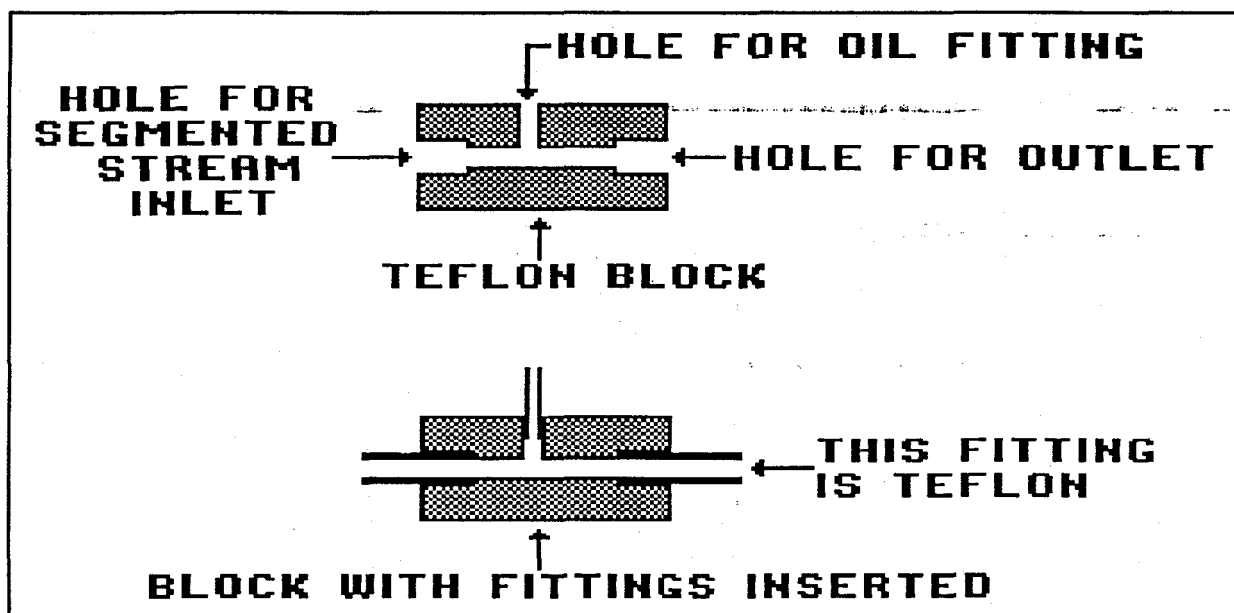 HOLE FOR OIL FITTING
HOLE FOR
SEGMENTED
STREAM
INLET
HOLE FOR OUTLET
TEFLON BLOCK
THIS FITTING
IS TEFLON
BLOCK WITH FITTINGS INSERTED